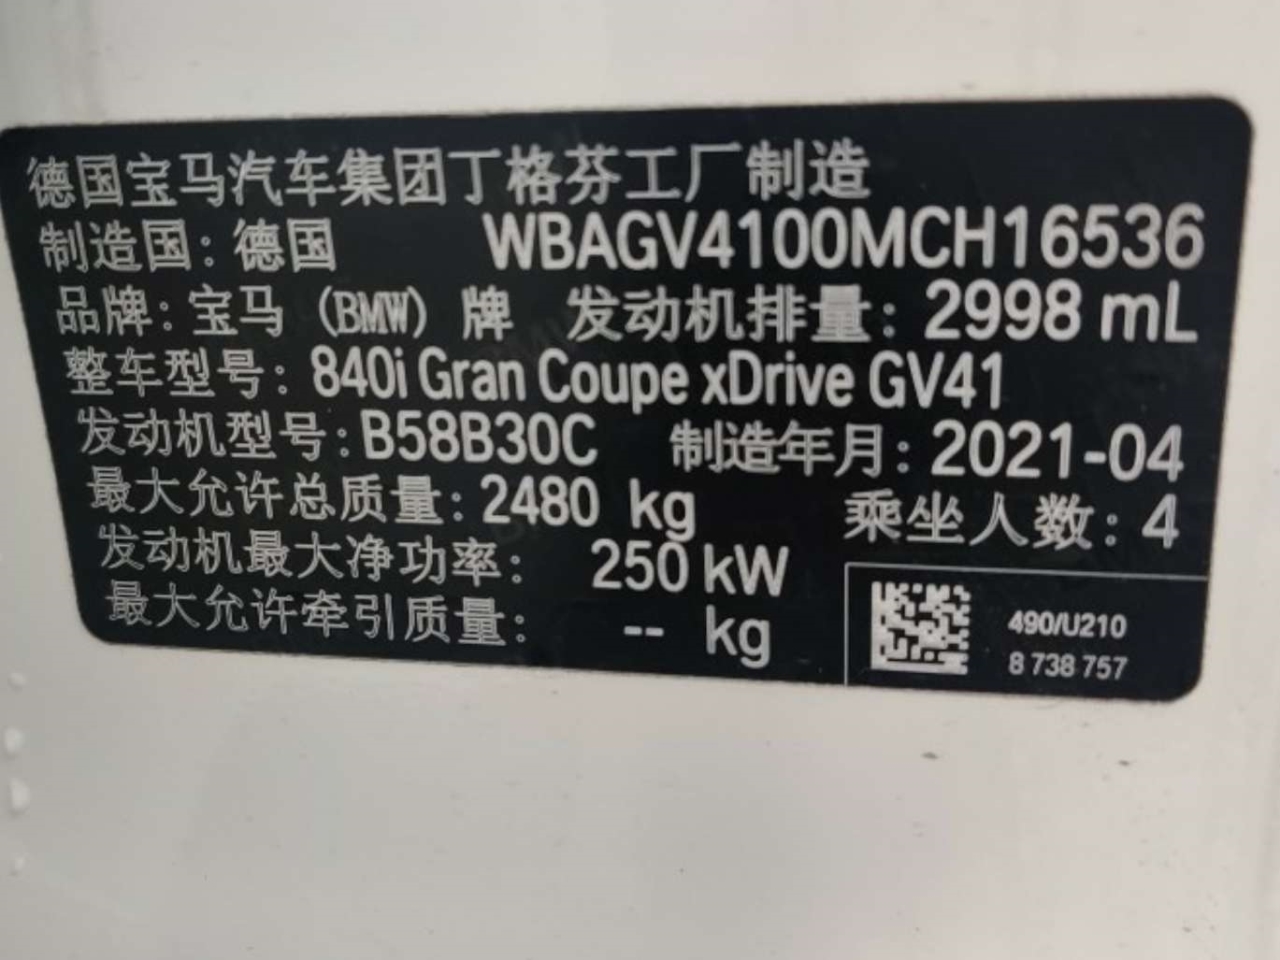 德国宝马汽车集团丁格芬工厂制造
制造国：德国 WBAGV4100MCH16536
品牌：宝马（BMW）牌 发动机排量：2998 mL
整车型号：840i Gran Coupe xDrive GV41
发动机型号：B58B30C 制造年月：2021-04
最大允许总质量：2480 kg 乘坐人数：4
发动机最大净功率： 250 kW
最大允许牵引质量： -- kg
490/U210
8 738 757